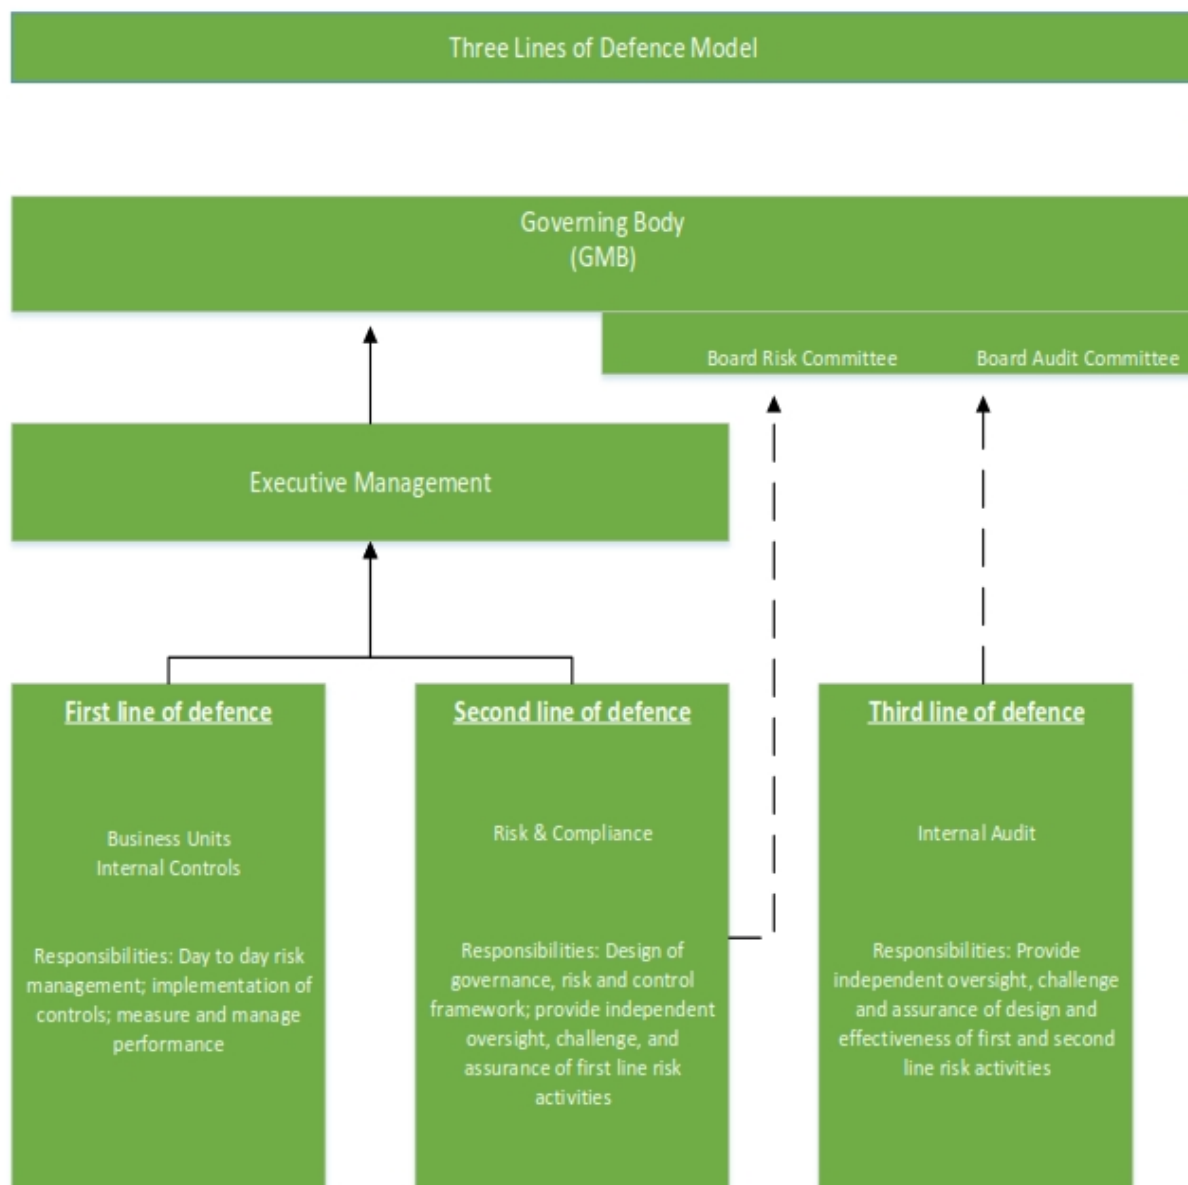 Three Lines of Defence Model
Governing Body
(GMB)
Board Risk Committee
Board Audit Committee
Executive Management
First line of defence
Business Units
Internal Controls
Responsibilities: Day to day risk
management; implementation of
controls; measure and manage
performance
Second line of defence
Risk & Compliance
Responsibilities: Design of
governance, risk and control
framework; provide independent
oversight, challenge, and
assurance of first line risk
activities
Third line of defence
Internal Audit
Responsibilities: Provide
independent oversight, challenge
and assurance of design and
effectiveness of first and second
line risk activities